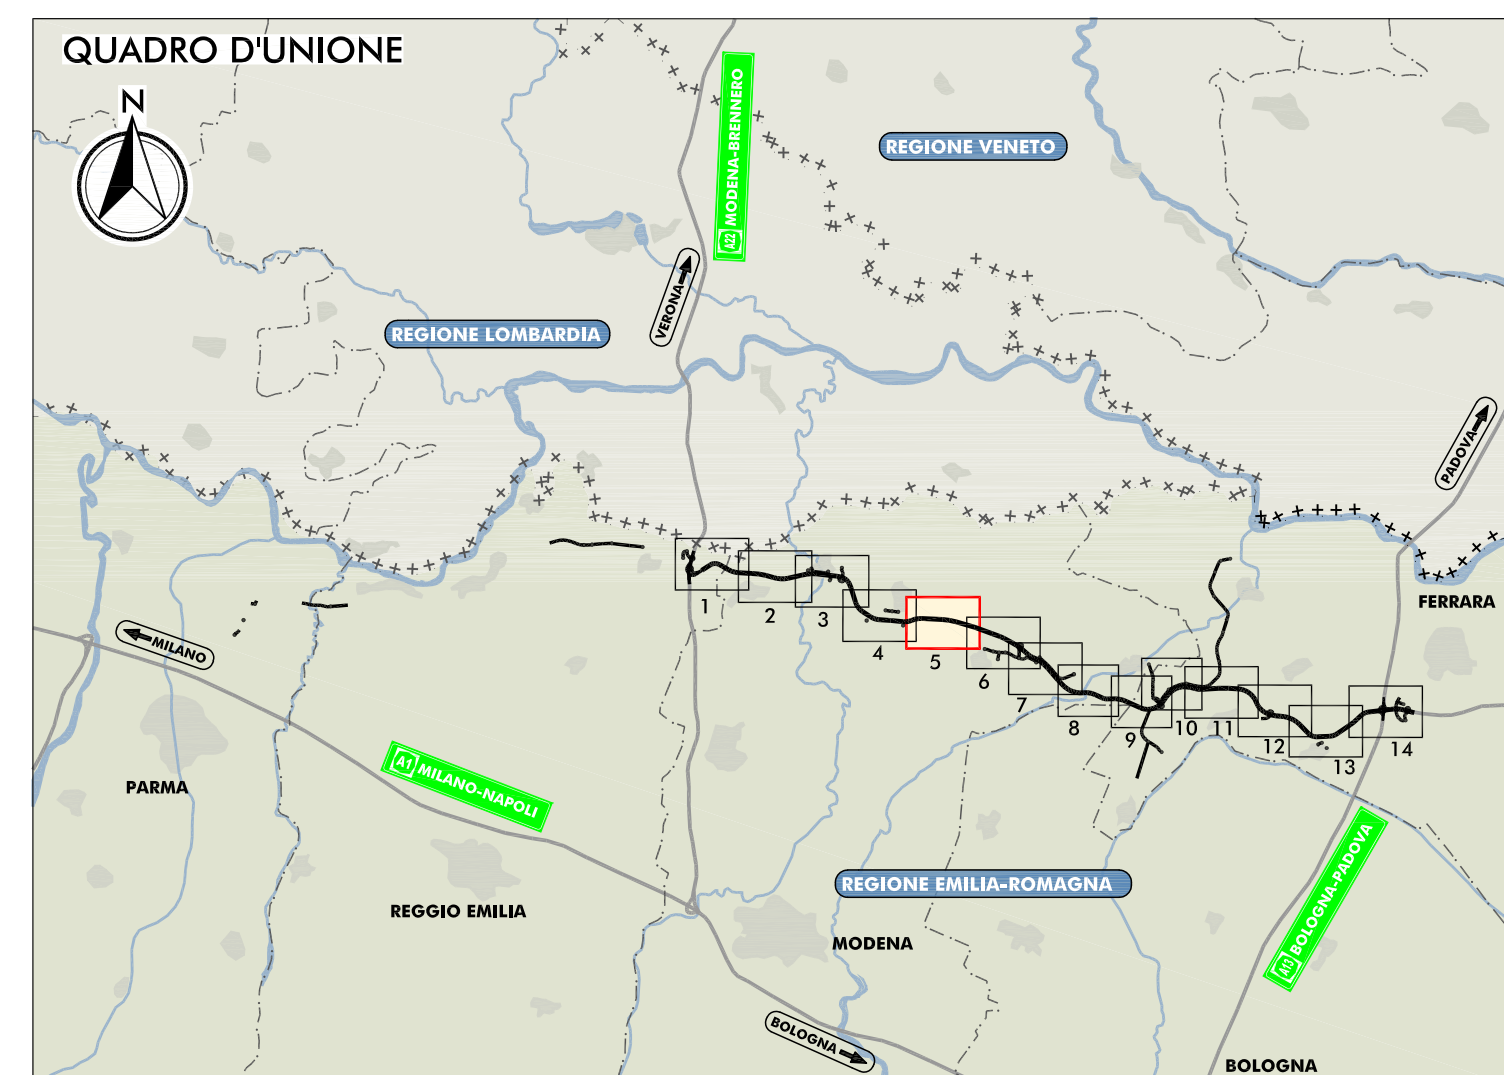 QUADRO D'UNIONE
N
A22 MODENA-BRENNERO
REGIONE VENETO
VERONA
REGIONE LOMBARDIA
PADOVA
FERRARA
1
2
3
4
5
6
7
8
9
10
11
12
13
14
MILANO
PARMA
A1 MILANO-NAPOLI
REGGIO EMILIA
REGIONE EMILIA-ROMAGNA
MODENA
A13 BOLOGNA-PADOVA
BOLOGNA
BOLOGNA